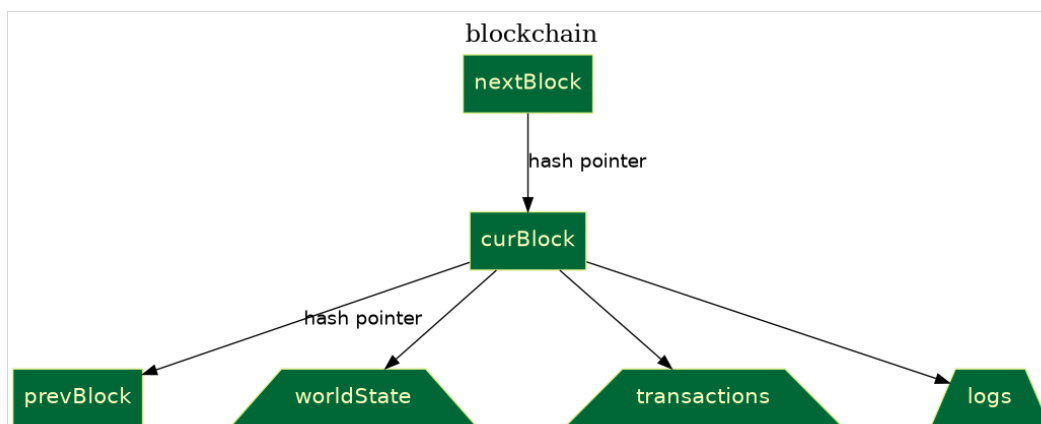 blockchain
nextBlock
hash pointer
curBlock
hash pointer
prevBlock
worldState
transactions
logs